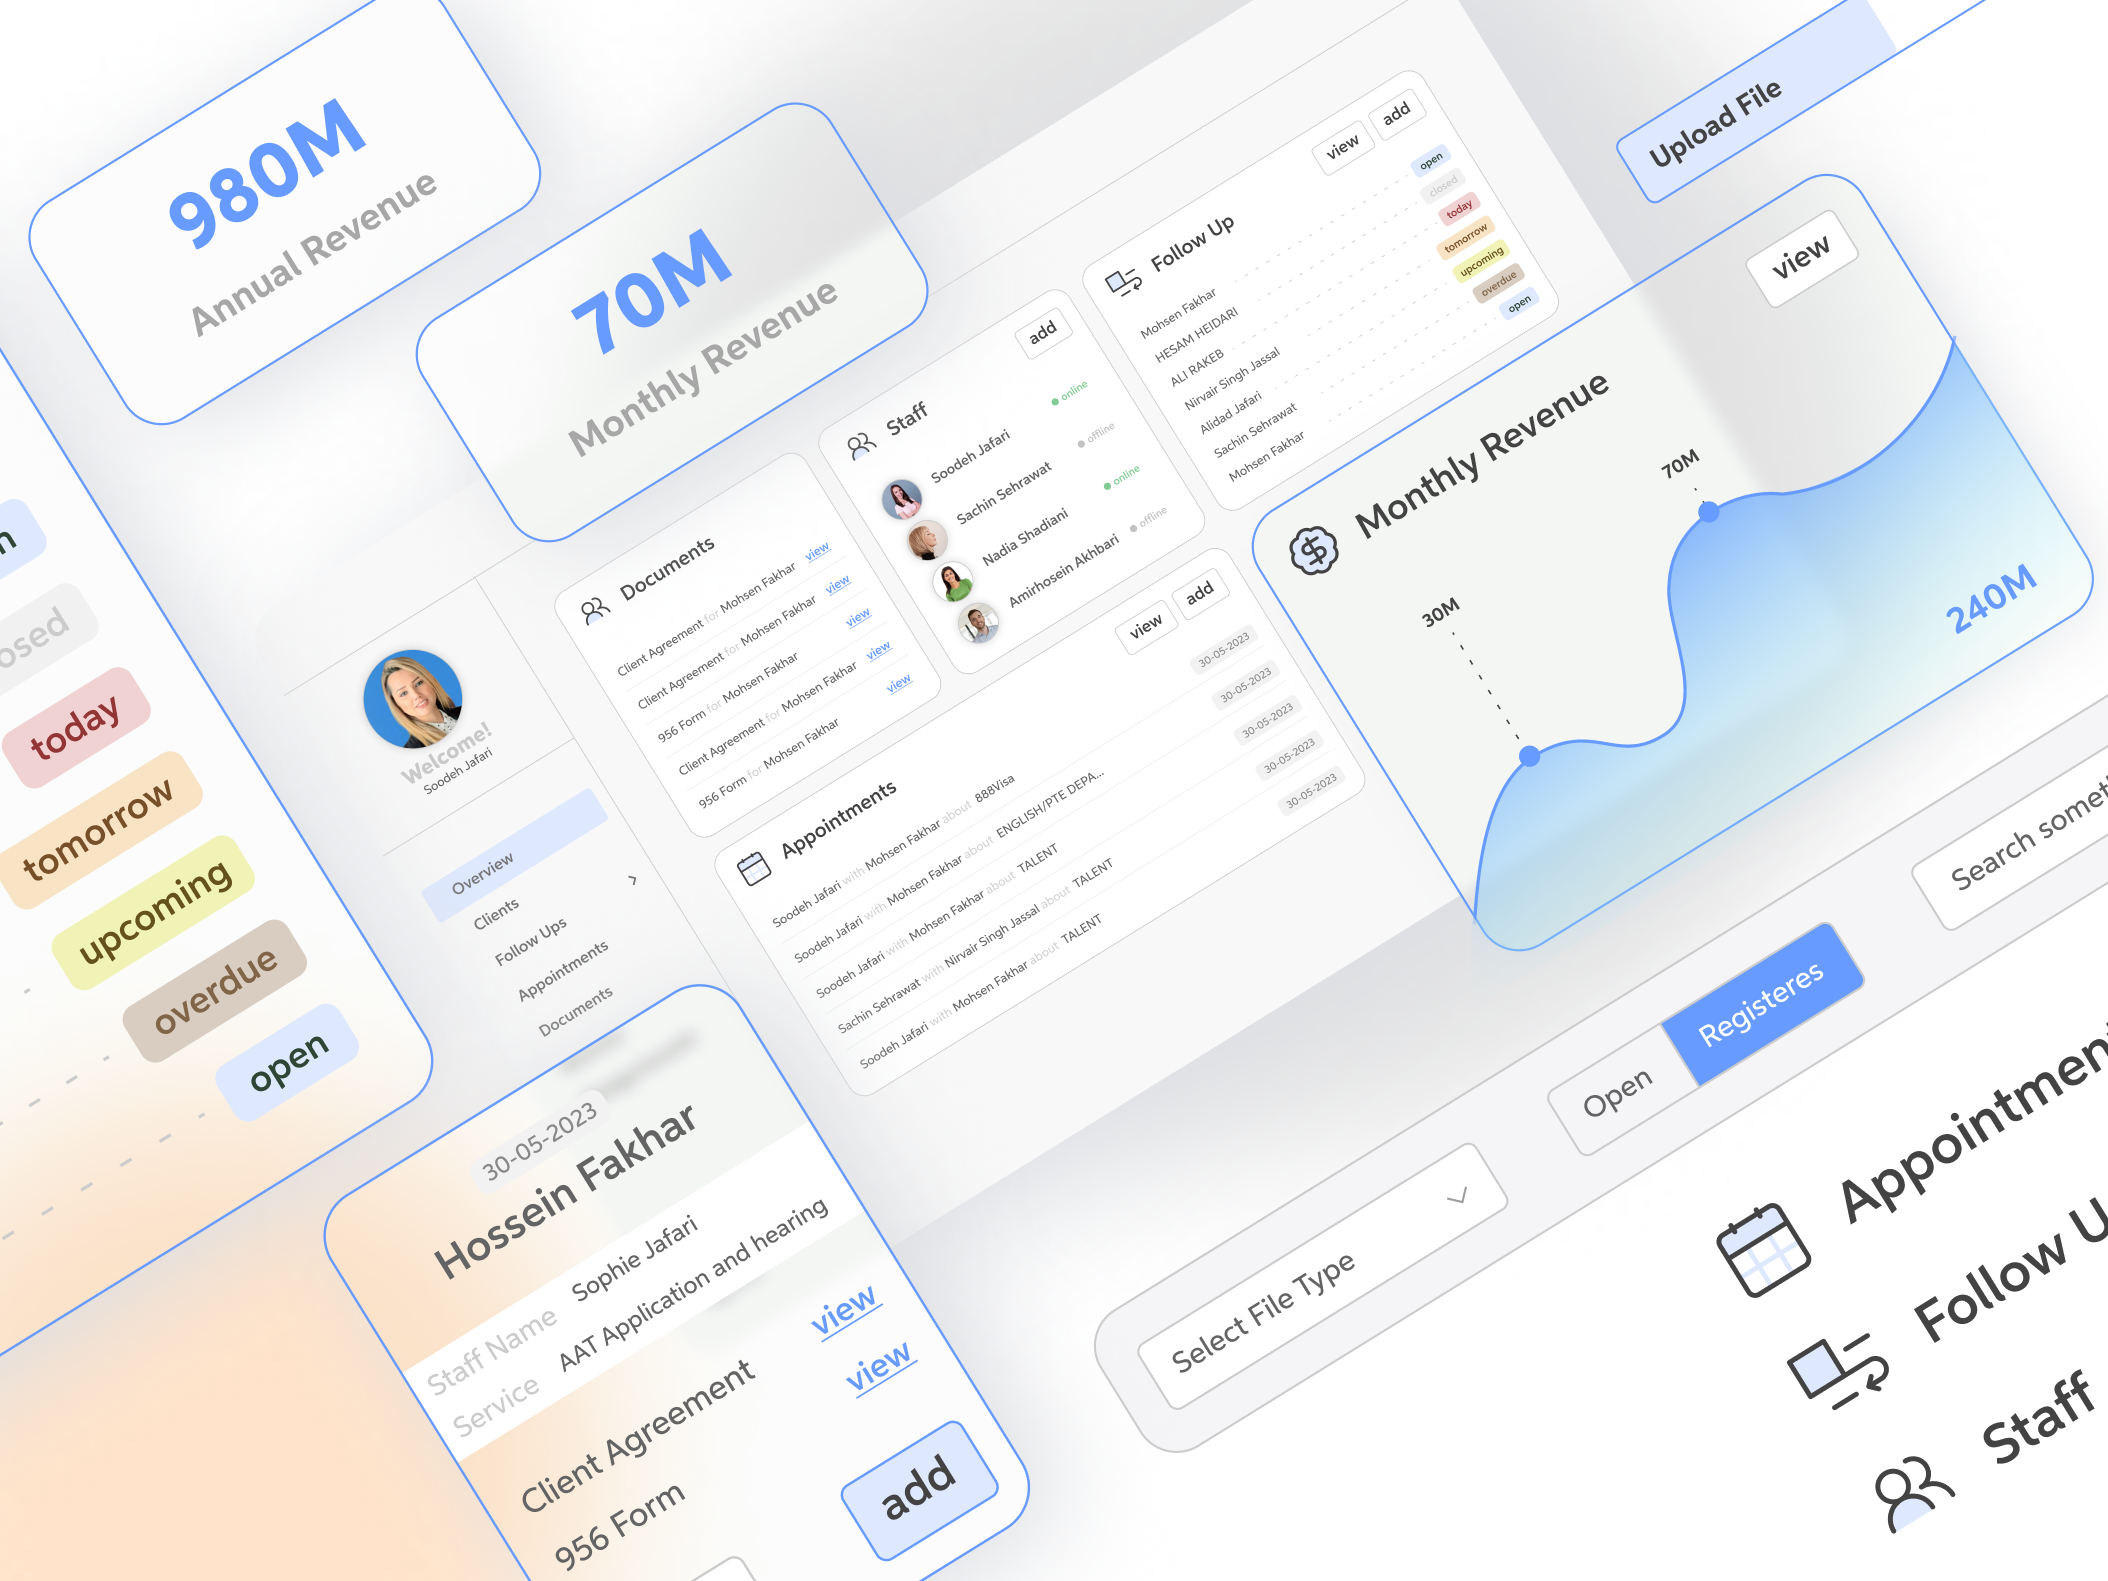 980M
Annual Revenue
70M
Monthly Revenue
Upload File
today
tomorrow
upcoming
overdue
open
Welcome!
Soodeh Jafari
Overview
Clients
Follow Ups
Appointments
Documents
Documents
Client Agreement for Mohsen Fakhar view
Client Agreement for Mohsen Fakhar view
956 Form for Mohsen Fakhar view
Client Agreement for Mohsen Fakhar view
956 Form for Mohsen Fakhar view
Staff
add
Soodeh Jafari online
Sachin Sehrawat offline
Nadia Shadiani online
Amirhosein Akhbari offline
Follow Up
view add
Mohsen Fakhar open
HESAM HEIDARI closed
ALI RAKEB today
Nirvair Singh Jassal tomorrow
Alidad Jafari upcoming
Sachin Sehrawat overdue
Mohsen Fakhar open
Appointments
view add
Soodeh Jafari with Mohsen Fakhar about 888Visa 30-05-2023
Soodeh Jafari with Mohsen Fakhar about ENGLISH/PTE DEPA... 30-05-2023
Soodeh Jafari with Mohsen Fakhar about TALENT 30-05-2023
Sachin Sehrawat with Nirvair Singh Jassal about TALENT 30-05-2023
Soodeh Jafari with Mohsen Fakhar about TALENT 30-05-2023
Monthly Revenue
view
30M
70M
240M
30-05-2023
Hossein Fakhar
Staff Name Sophie Jafari
Service AAT Application and hearing
Client Agreement view
956 Form view
add
Select File Type
Open Registeres
Search somet
Appointment
Follow U
Staff